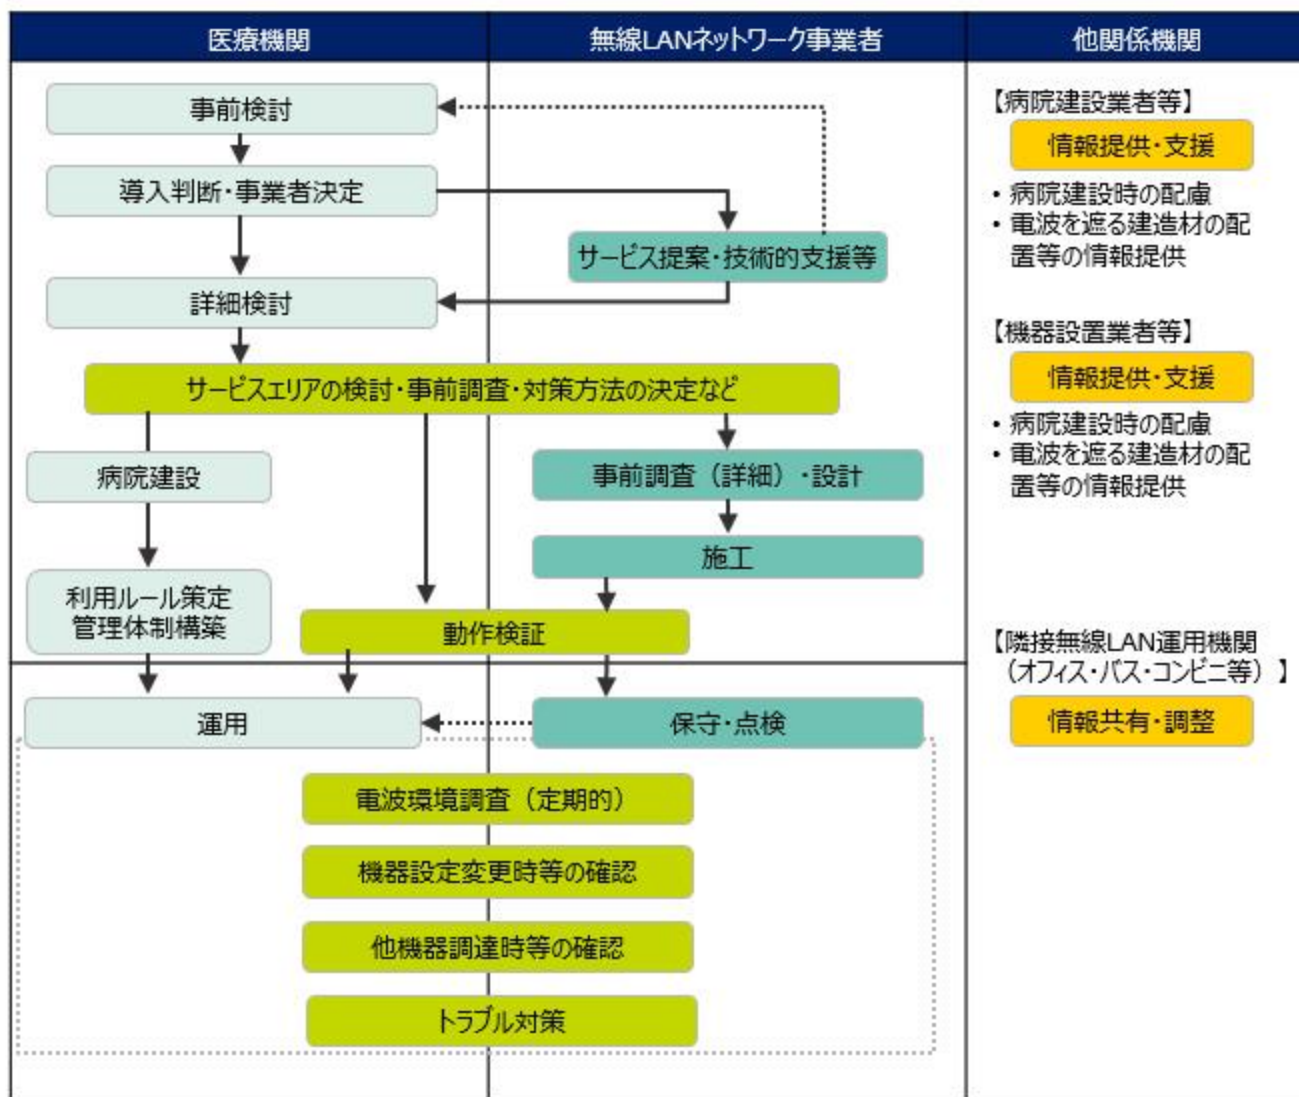 医療機関
無線LANネットワーク事業者
他関係機関
事前検討
導入判断・事業者決定
サービス提案・技術的支援等
詳細検討
サービスエリアの検討・事前調査・対策方法の決定など
病院建設
事前調査（詳細）・設計
施工
利用ルール策定
管理体制構築
動作検証
運用
保守・点検
電波環境調査（定期的）
機器設定変更時等の確認
他機器調達時等の確認
トラブル対策
【病院建設業者等】
情報提供・支援
・病院建設時の配慮
・電波を遮る建造材の配
置等の情報提供
【機器設置業者等】
情報提供・支援
・病院建設時の配慮
・電波を遮る建造材の配
置等の情報提供
【隣接無線LAN運用機関
（オフィス・バス・コンビニ等）】
情報共有・調整